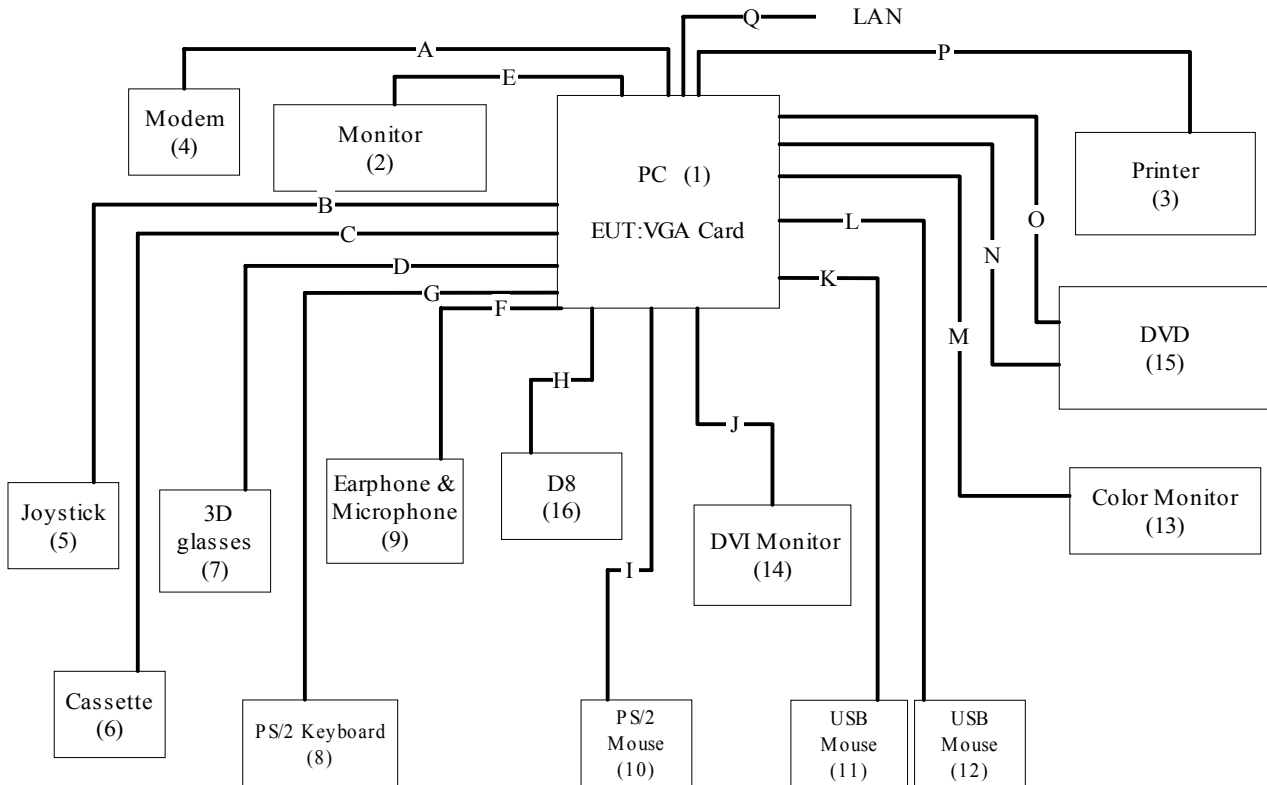 Q
LAN
A
P
E
Modem
(4)
Monitor
(2)
PC (1)
EUT:VGA Card
Printer
(3)
B
C
D
G
F
L
K
O
N
M
DVD
(15)
H
J
I
Joystick
(5)
3D
glasses
(7)
Earphone &
Microphone
(9)
D8
(16)
DVI Monitor
(14)
Color Monitor
(13)
Cassette
(6)
PS/2 Keyboard
(8)
PS/2
Mouse
(10)
USB
Mouse
(11)
USB
Mouse
(12)